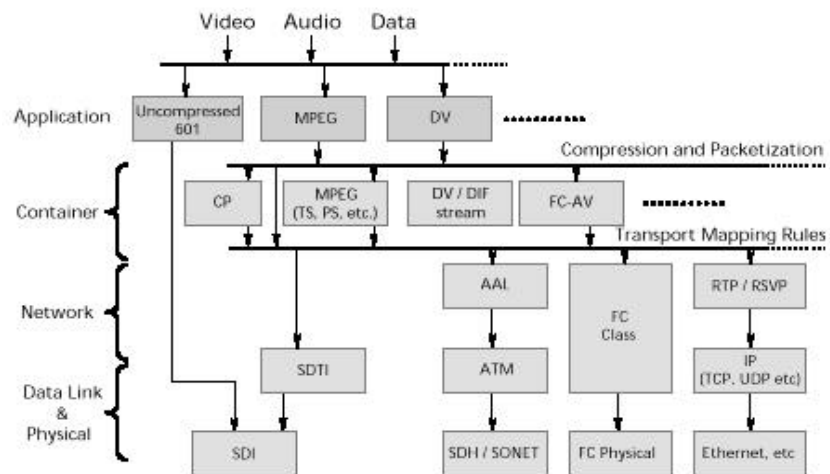 Video Audio Data
Application
Uncompressed
601
MPEG
DV
Compression and Packetization
Container
CP
MPEG
(TS, PS, etc.)
DV / DIF
stream
FC-AV
Transport Mapping Rules
Network
AAL
FC
Class
RTP / RSVP
SDTI
ATM
IP
(TCP, UDP etc)
Data Link
&
Physical
SDI
SDH / SONET
FC Physical
Ethernet, etc